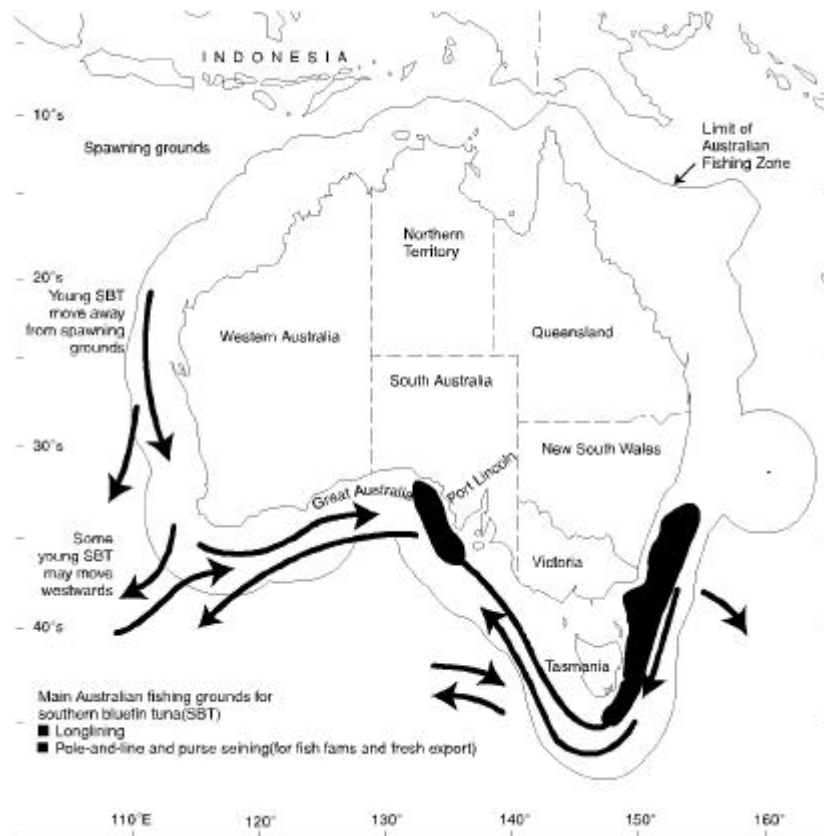 INDONESIA
10°s
Spawning grounds
Limit of
Australian
Fishing Zone
Northern
Territory
20°s
Young SBT
move away
from spawning
grounds
Western Australia
Queensland
South Australia
30°s
New South Wales
Port Lincoln
Great Australia
Some
young SBT
may move
westwards
Victoria
40°s
Tasmania
Main Australian fishing grounds for
southern bluefin tuna(SBT)
Longlining
Pole-and-line and purse seining(for fish fams and fresh export)
110°E
120°
130°
140°
150°
160°